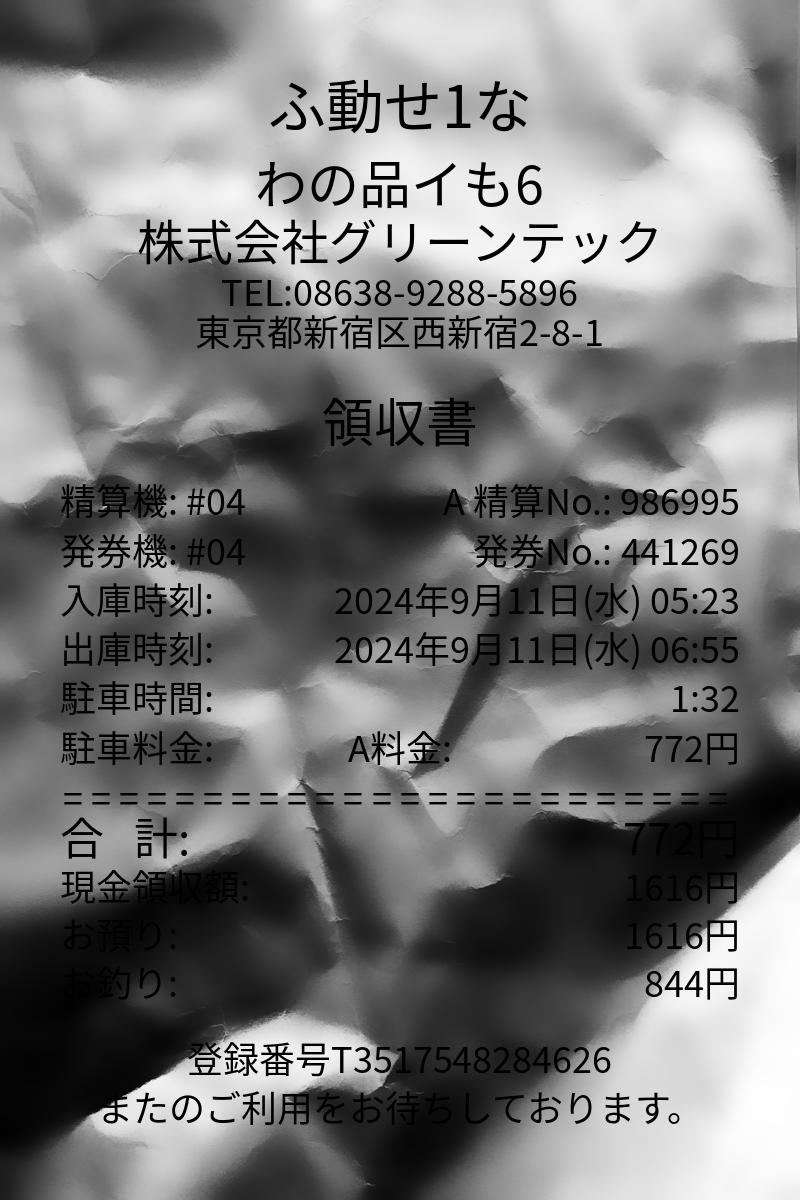 ふ動せ1な
わの品イも6
株式会社グリーンテック
TEL:08638-9288-5896
東京都新宿区西新宿2-8-1
領収書
精算機: #04 A 精算No.: 986995
発券機: #04 発券No.: 441269
入庫時刻: 2024年9月11日(水) 05:23
出庫時刻: 2024年9月11日(水) 06:55
駐車時間: 1:32
駐車料金: A料金: 772円
========================
合 計: 772円
現金領収額: 1616円
お預り: 1616円
お釣り: 844円
登録番号T3517548284626
またのご利用をお待ちしております。